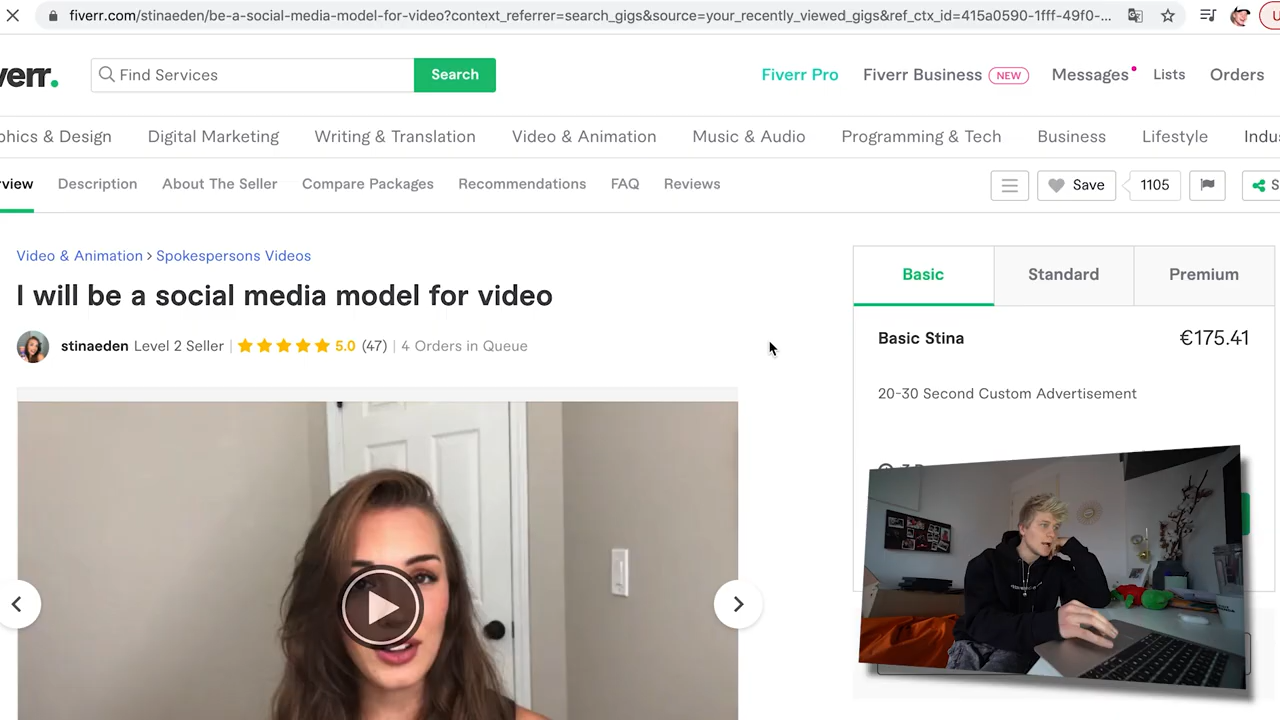 fiverr.com/stinaeden/be-a-social-media-model-for-video?context_referrer=search_gigs&source=your_recently_viewed_gigs&ref_ctx_id=415a0590-1fff-49f0-...
verr.
Find Services
Search
Fiverr Pro
Fiverr Business NEW
Messages
Lists
Orders
phics & Design
Digital Marketing
Writing & Translation
Video & Animation
Music & Audio
Programming & Tech
Business
Lifestyle
Indu
rview
Description
About The Seller
Compare Packages
Recommendations
FAQ
Reviews
Save
1105
S
Video & Animation > Spokespersons Videos
I will be a social media model for video
stinaeden Level 2 Seller | 5.0 (47) | 4 Orders in Queue
Basic
Standard
Premium
Basic Stina
€175.41
20-30 Second Custom Advertisement